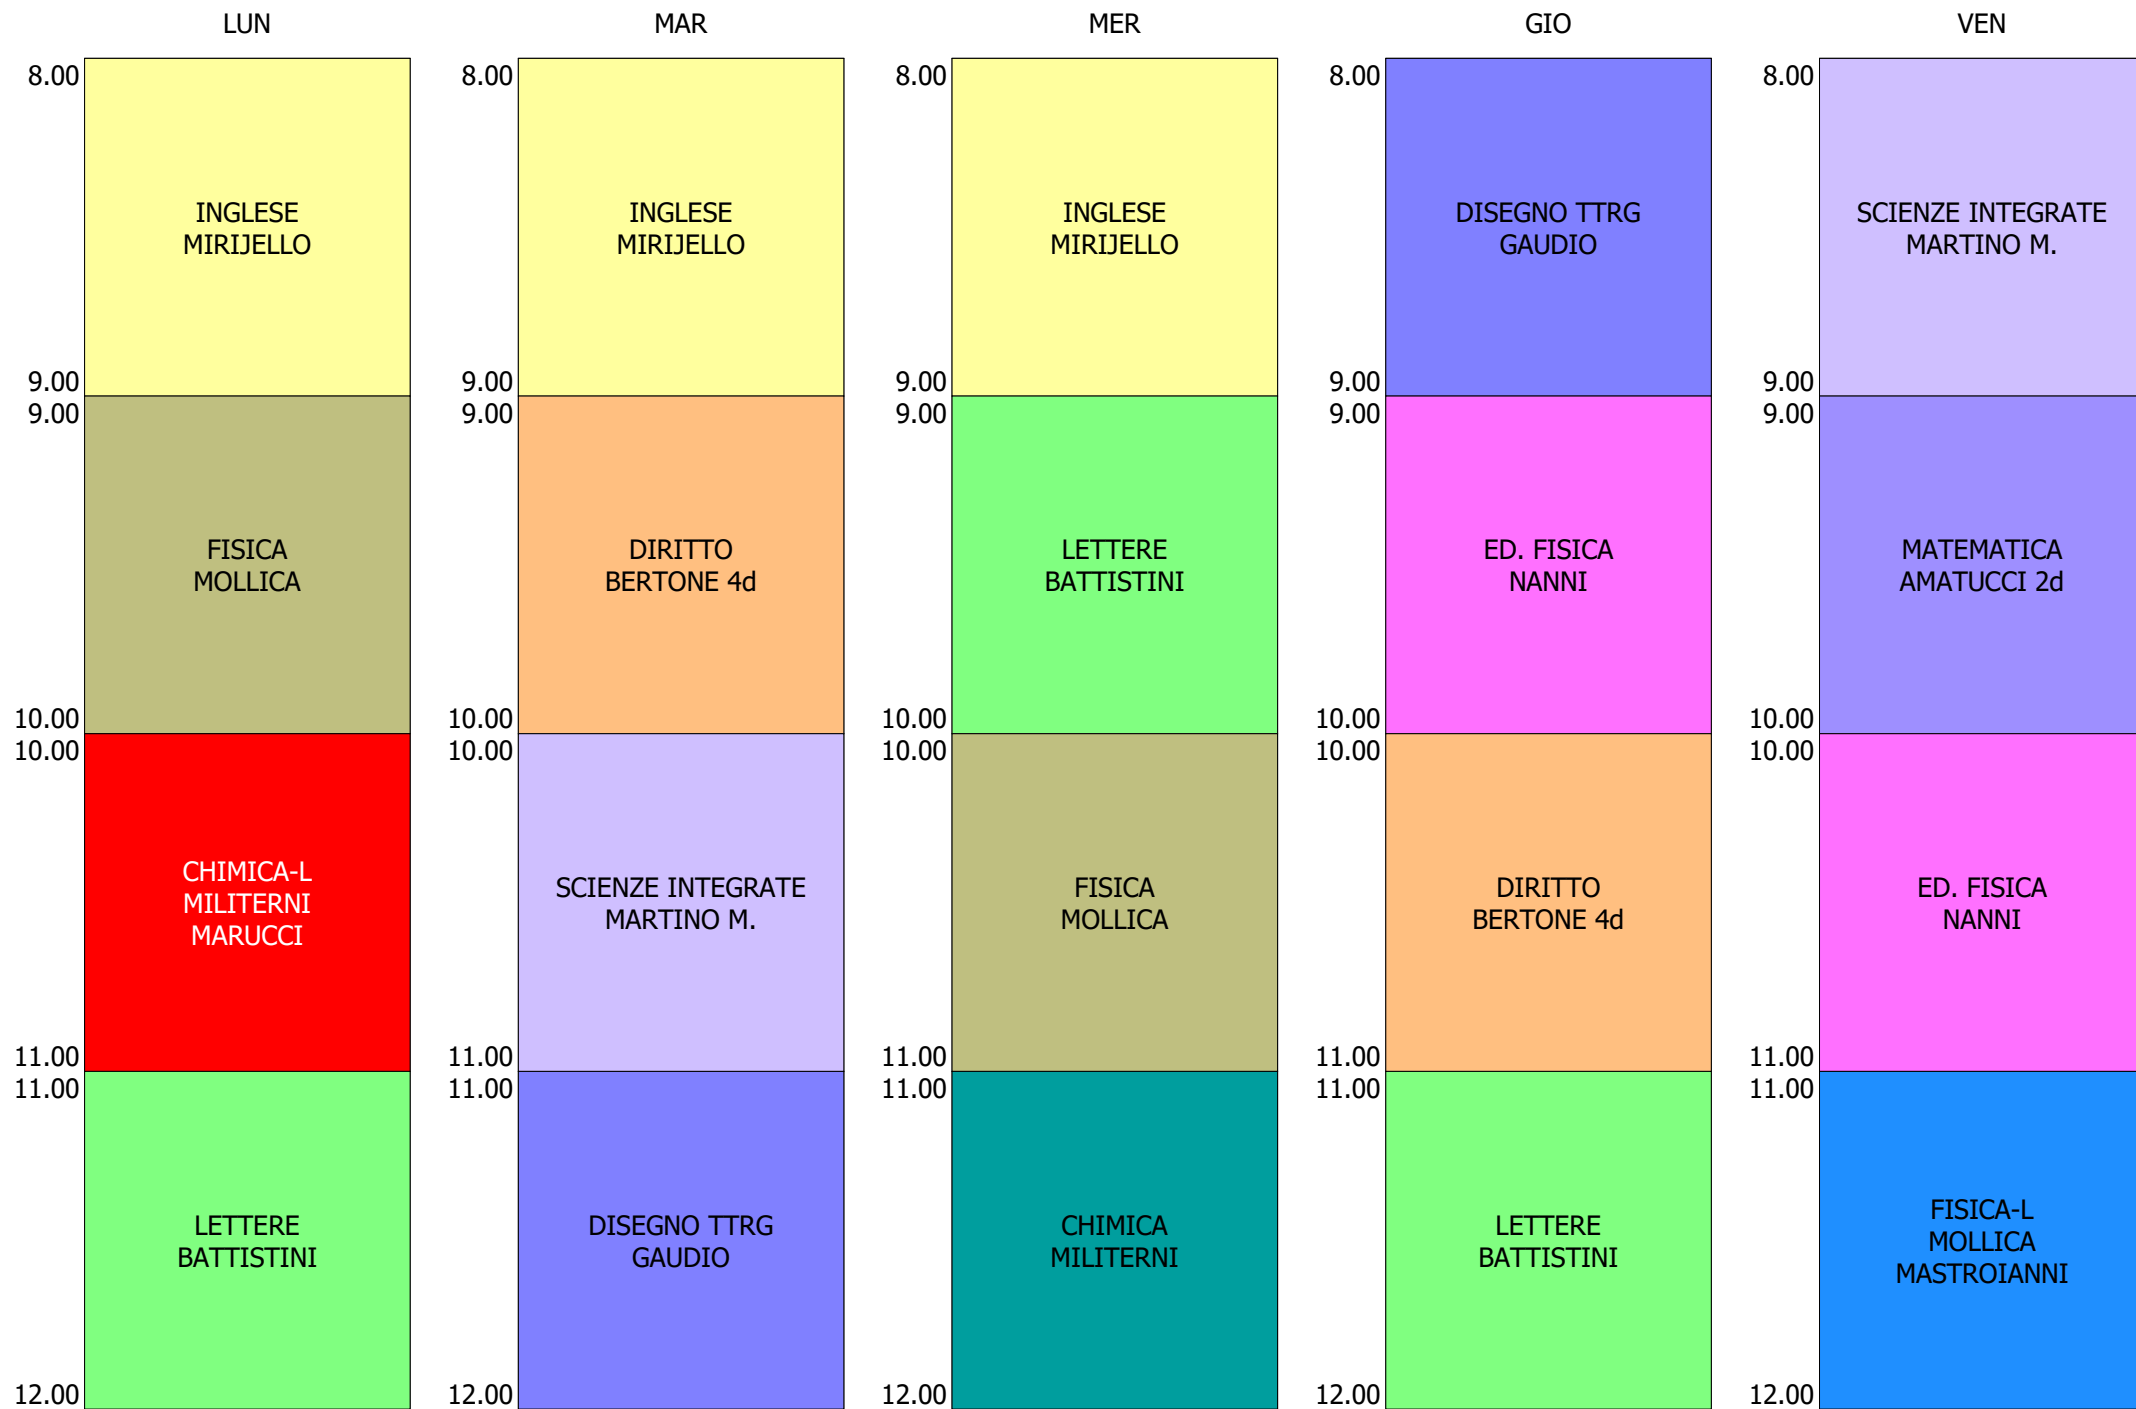 LUN
MAR
MER
GIO
VEN
8.00
INGLESE
MIRIJELLO
9.00
9.00
FISICA
MOLLICA
10.00
10.00
CHIMICA-L
MILITERNI
MARUCCI
11.00
11.00
LETTERE
BATTISTINI
12.00
8.00
INGLESE
MIRIJELLO
9.00
9.00
DIRITTO
BERTONE 4d
10.00
10.00
SCIENZE INTEGRATE
MARTINO M.
11.00
11.00
DISEGNO TTRG
GAUDIO
12.00
8.00
INGLESE
MIRIJELLO
9.00
9.00
LETTERE
BATTISTINI
10.00
10.00
FISICA
MOLLICA
11.00
11.00
CHIMICA
MILITERNI
12.00
8.00
DISEGNO TTRG
GAUDIO
9.00
9.00
ED. FISICA
NANNI
10.00
10.00
DIRITTO
BERTONE 4d
11.00
11.00
LETTERE
BATTISTINI
12.00
8.00
SCIENZE INTEGRATE
MARTINO M.
9.00
9.00
MATEMATICA
AMATUCCI 2d
10.00
10.00
ED. FISICA
NANNI
11.00
11.00
FISICA-L
MOLLICA
MASTROIANNI
12.00